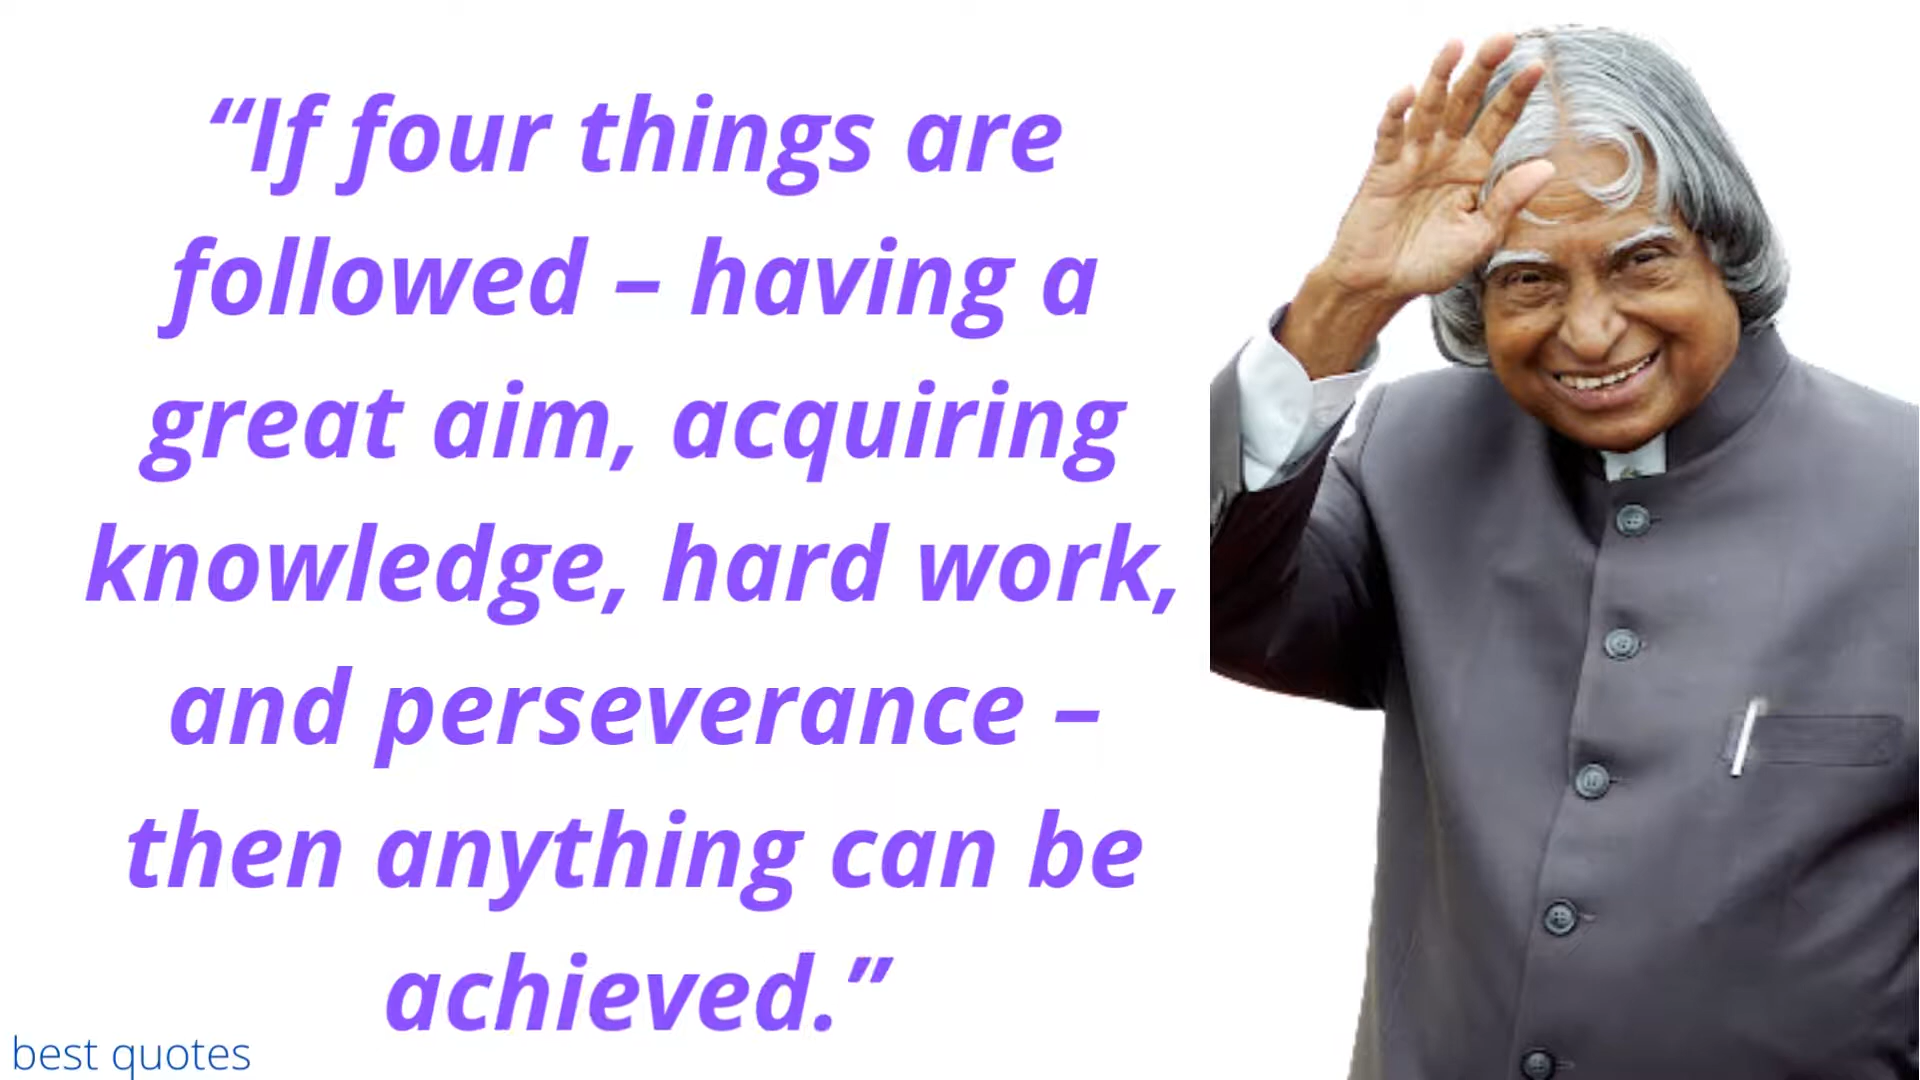 “If four things are
followed – having a
great aim, acquiring
knowledge, hard work,
and perseverance –
then anything can be
achieved.”
best quotes